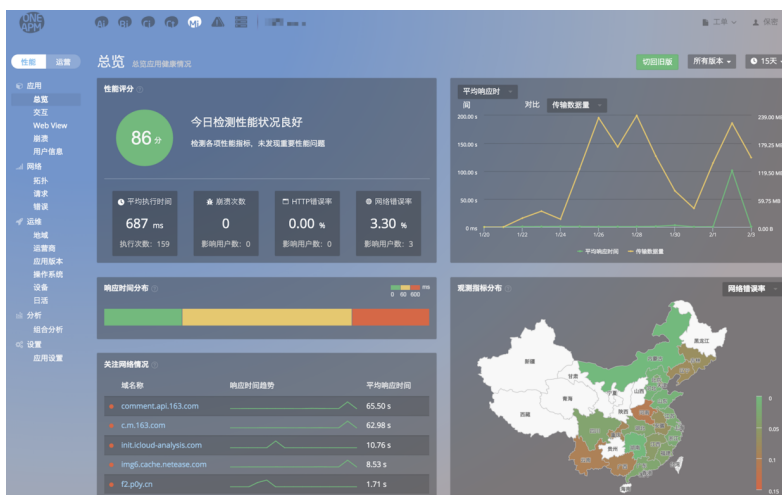 ONE
APM
Ai
Bi
Ci
Mi
工单
保密
性能
运营
总览
总览应用健康情况
切回旧版
所有版本
15天
应用
总览
交互
Web View
崩溃
用户信息
网络
拓扑
请求
错误
运维
地域
运营商
应用版本
操作系统
设备
日活
分析
组合分析
设置
应用设置
性能评分
86 分
今日检测性能状况良好
检测各项性能指标，未发现重要性能问题
平均执行时间
687 ms
执行次数：159
崩溃次数
0
影响用户数：0
HTTP错误率
0.00 %
影响用户数：0
网络错误率
3.30 %
影响用户数：3
平均响应时
间
对比
传输数据量
200.00 s
150.00 s
100.00 s
50.00 s
0 ms
239.00 MB
179.25 MB
119.50 MB
59.75 MB
0.00 B
1/20
1/22
1/24
1/26
1/28
1/30
2/1
2/3
平均响应时间
传输数据量
响应时间分布
ms
0 60 600
关注网络情况
域名称 响应时间趋势 平均响应时间
comment.api.163.com 65.50 s
c.m.163.com 62.98 s
init.icloud-analysis.com 10.76 s
img6.cache.netease.com 8.53 s
f2.p0y.cn 1.71 s
观测指标分布
网络错误率
黑龙江
新疆
甘肃
青海
西藏
山西
陕西
贵州
0
0.05
0.1
0.15